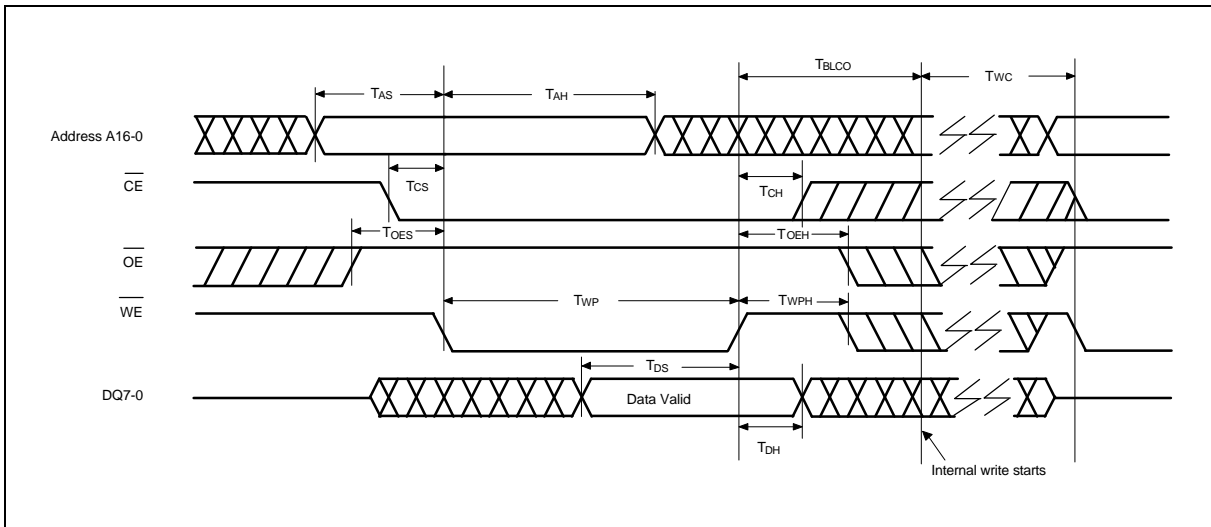 TBLCO
TWC
TAS
TAH
Address A16-0
CE
TCS
TCH
TOES
TOEH
OE
WE
TWP
TWPH
TDS
DQ7-0
Data Valid
TDH
Internal write starts